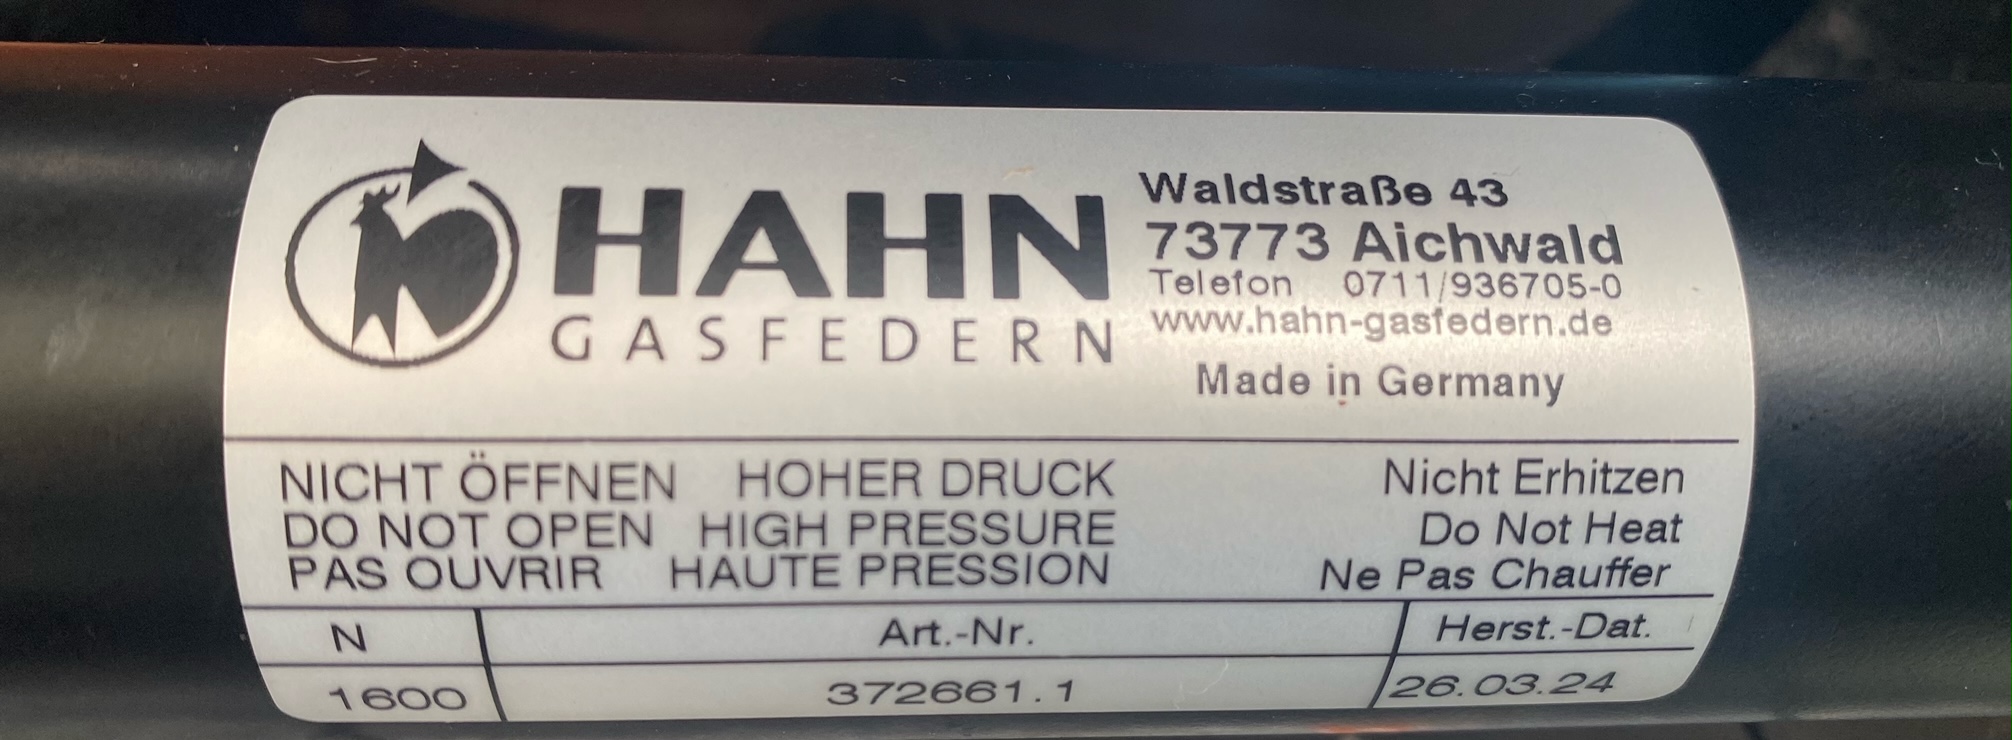 HAHN
GASFEDERN
Waldstraße 43
73773 Aichwald
Telefon 0711/936705-0
www.hahn-gasfedern.de
Made in Germany
NICHT ÖFFNEN HOHER DRUCK Nicht Erhitzen
DO NOT OPEN HIGH PRESSURE Do Not Heat
PAS OUVRIR HAUTE PRESSION Ne Pas Chauffer
N Art.-Nr. Herst.-Dat.
1600 372661.1 26.03.24